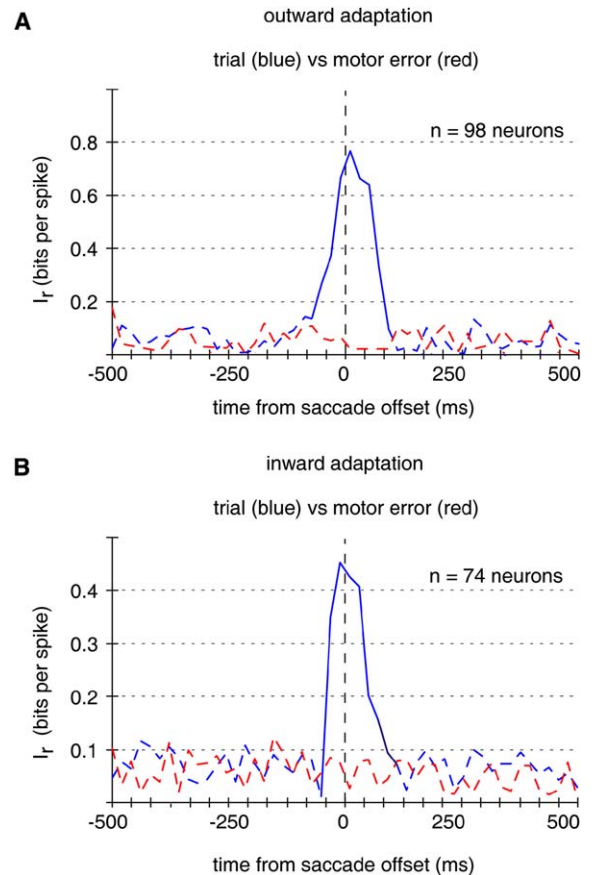 A
outward adaptation
trial (blue) vs motor error (red)
n = 98 neurons
0.8
0.6
0.4
0.2
Ir (bits per spike)
-500 -250 0 250 500
time from saccade offset (ms)
B
inward adaptation
trial (blue) vs motor error (red)
n = 74 neurons
0.4
0.3
0.2
0.1
Ir (bits per spike)
-500 -250 0 250 500
time from saccade offset (ms)